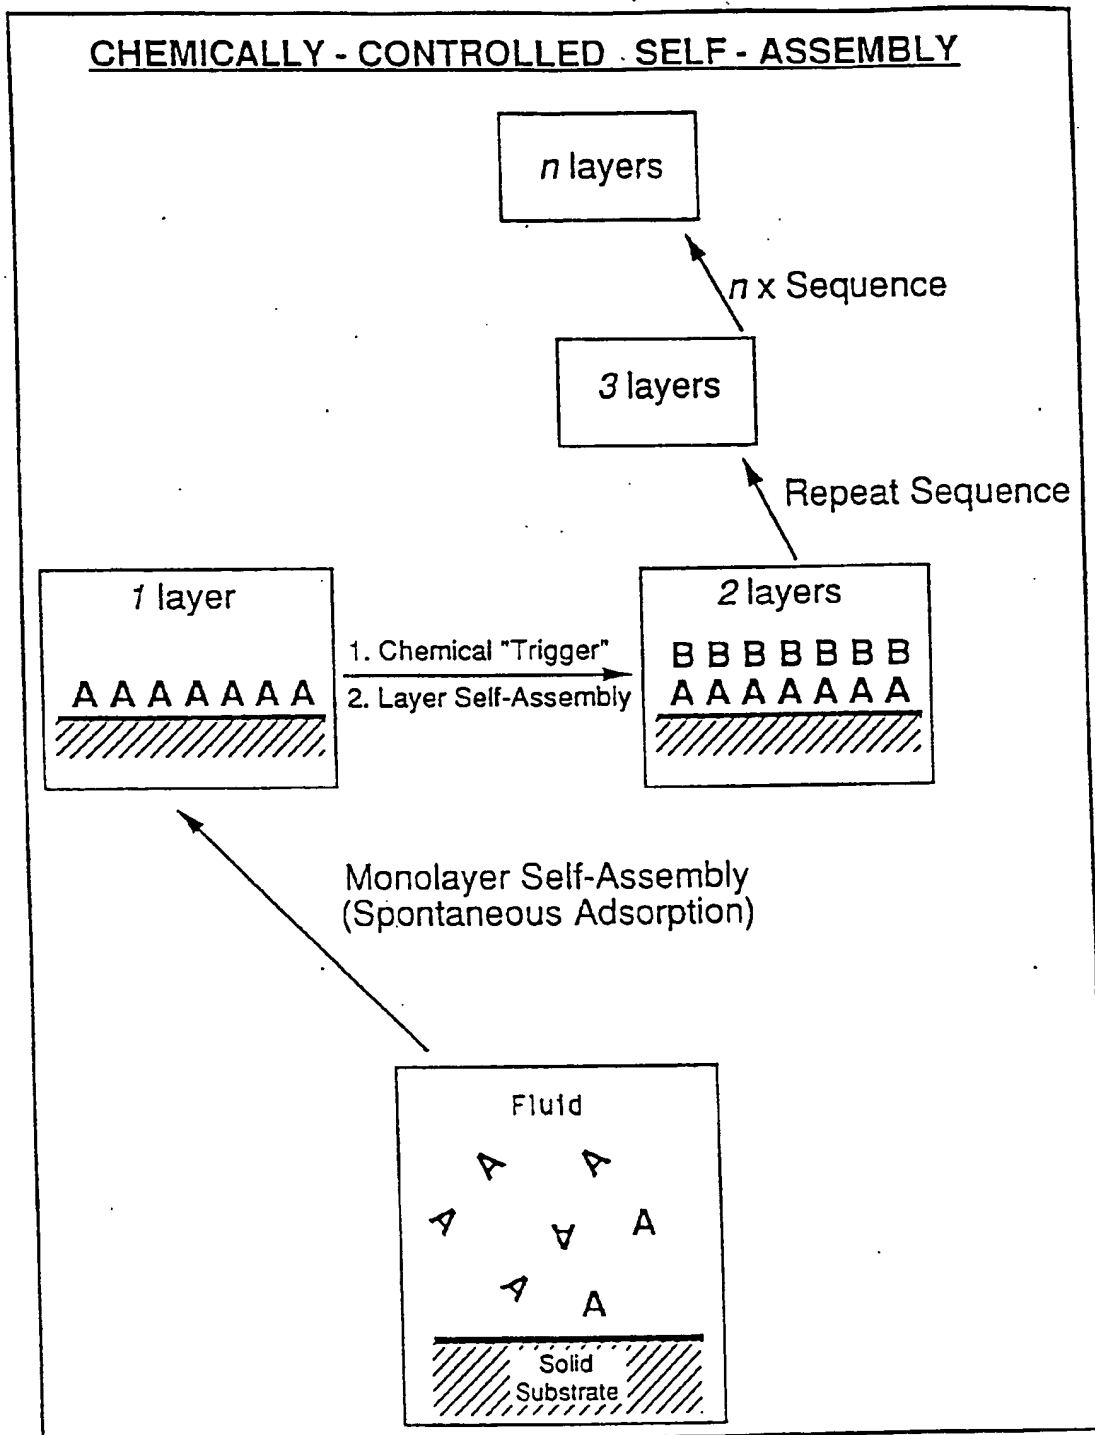 CHEMICALLY - CONTROLLED SELF - ASSEMBLY
n layers
n x Sequence
3 layers
Repeat Sequence
1 layer
A A A A A A A
1. Chemical "Trigger"
2. Layer Self-Assembly
2 layers
B B B B B B B
A A A A A A A
Monolayer Self-Assembly
(Spontaneous Adsorption)
Fluid
A A
A A A
A A
Solid
Substrate